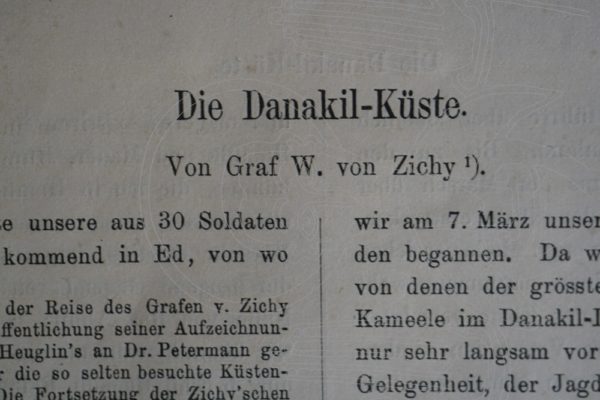 Die Danakil-Küste.
Von Graf W. von Zichy ¹).
unsere aus 30 Soldaten
kommend in Ed, von wo
der Reise des Grafen v. Zichy
seiner Aufzeichnun-
Heuglin's an Dr. Petermann ge-
die so selten besuchte Küsten-
Die Fortsetzung der Zichy'schen
wir am 7. März
den begannen. Da
von denen der grösste
Kameele im
nur sehr langsam vor
Gelegenheit, der Jagd